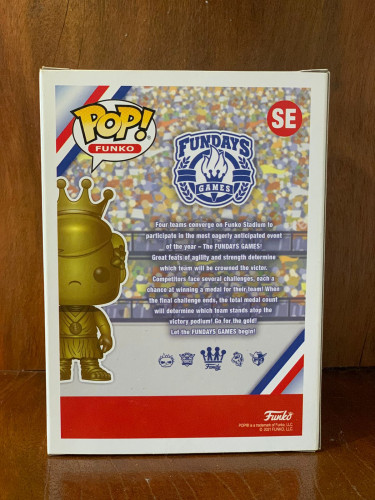 POP!
FUNKO
SE
FUNDAYS
GAMES
Four teams converge on Funko Stadium to
participate in the most eagerly anticipated event
of the year – The FUNDAYS GAMES!
Great feats of agility and strength determine
which team will be crowned the victor.
Competitors face several challenges, each a
chance at winning a medal for their team! When
the final challenge ends, the total medal count
will determine which team stands atop the
victory podium! Go for the gold!
Let the FUNDAYS GAMES begin!
Funko
Funko
POP! is a trademark of Funko, LLC
© 2021 FUNKO, LLC